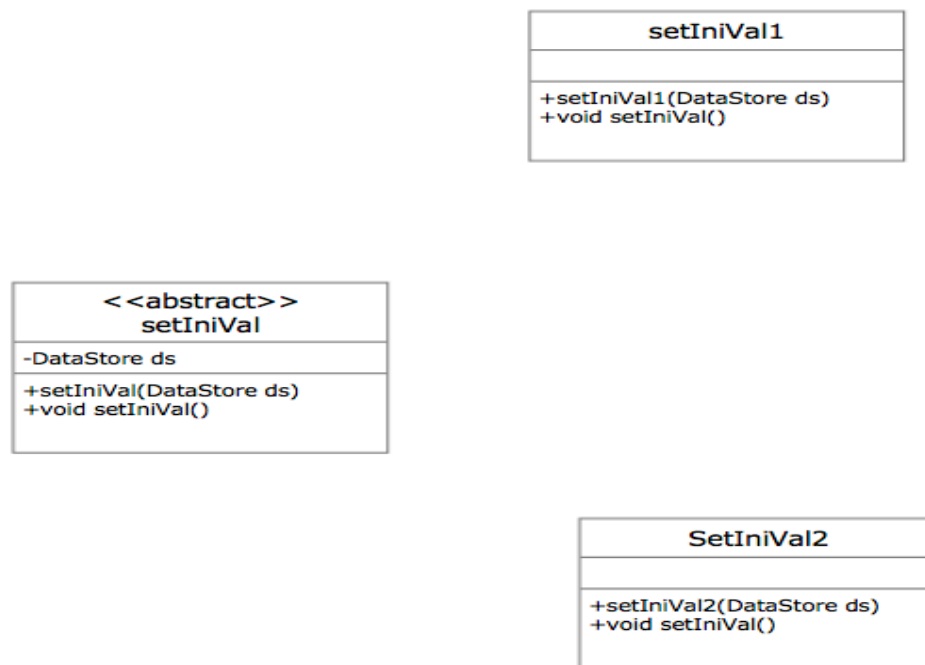 setIniVal1
+setIniVal1(DataStore ds)
+void setIniVal()
<<abstract>>
setIniVal
-DataStore ds
+setIniVal(DataStore ds)
+void setIniVal()
SetIniVal2
+setIniVal2(DataStore ds)
+void setIniVal()